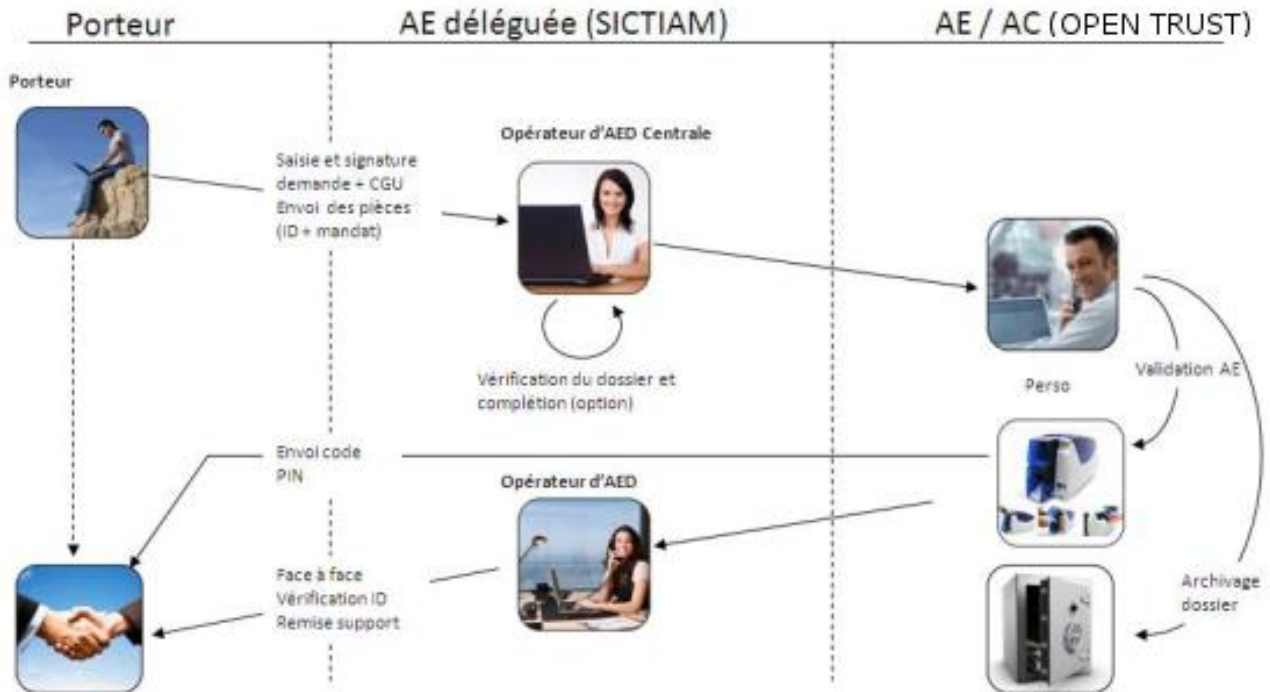 Porteur
AE déléguée (SICTIAM)
AE / AC (OPEN TRUST)
Porteur
Opérateur d'AED Centrale
Saisie et signature
demande + CGU
Envoi des pièces
(ID + mandat)
Vérification du dossier et
complétion (option)
Perso
Validation AE
Envoi code
PIN
Opérateur d'AED
Face à face
Vérification ID
Remise support
Archivage
dossier